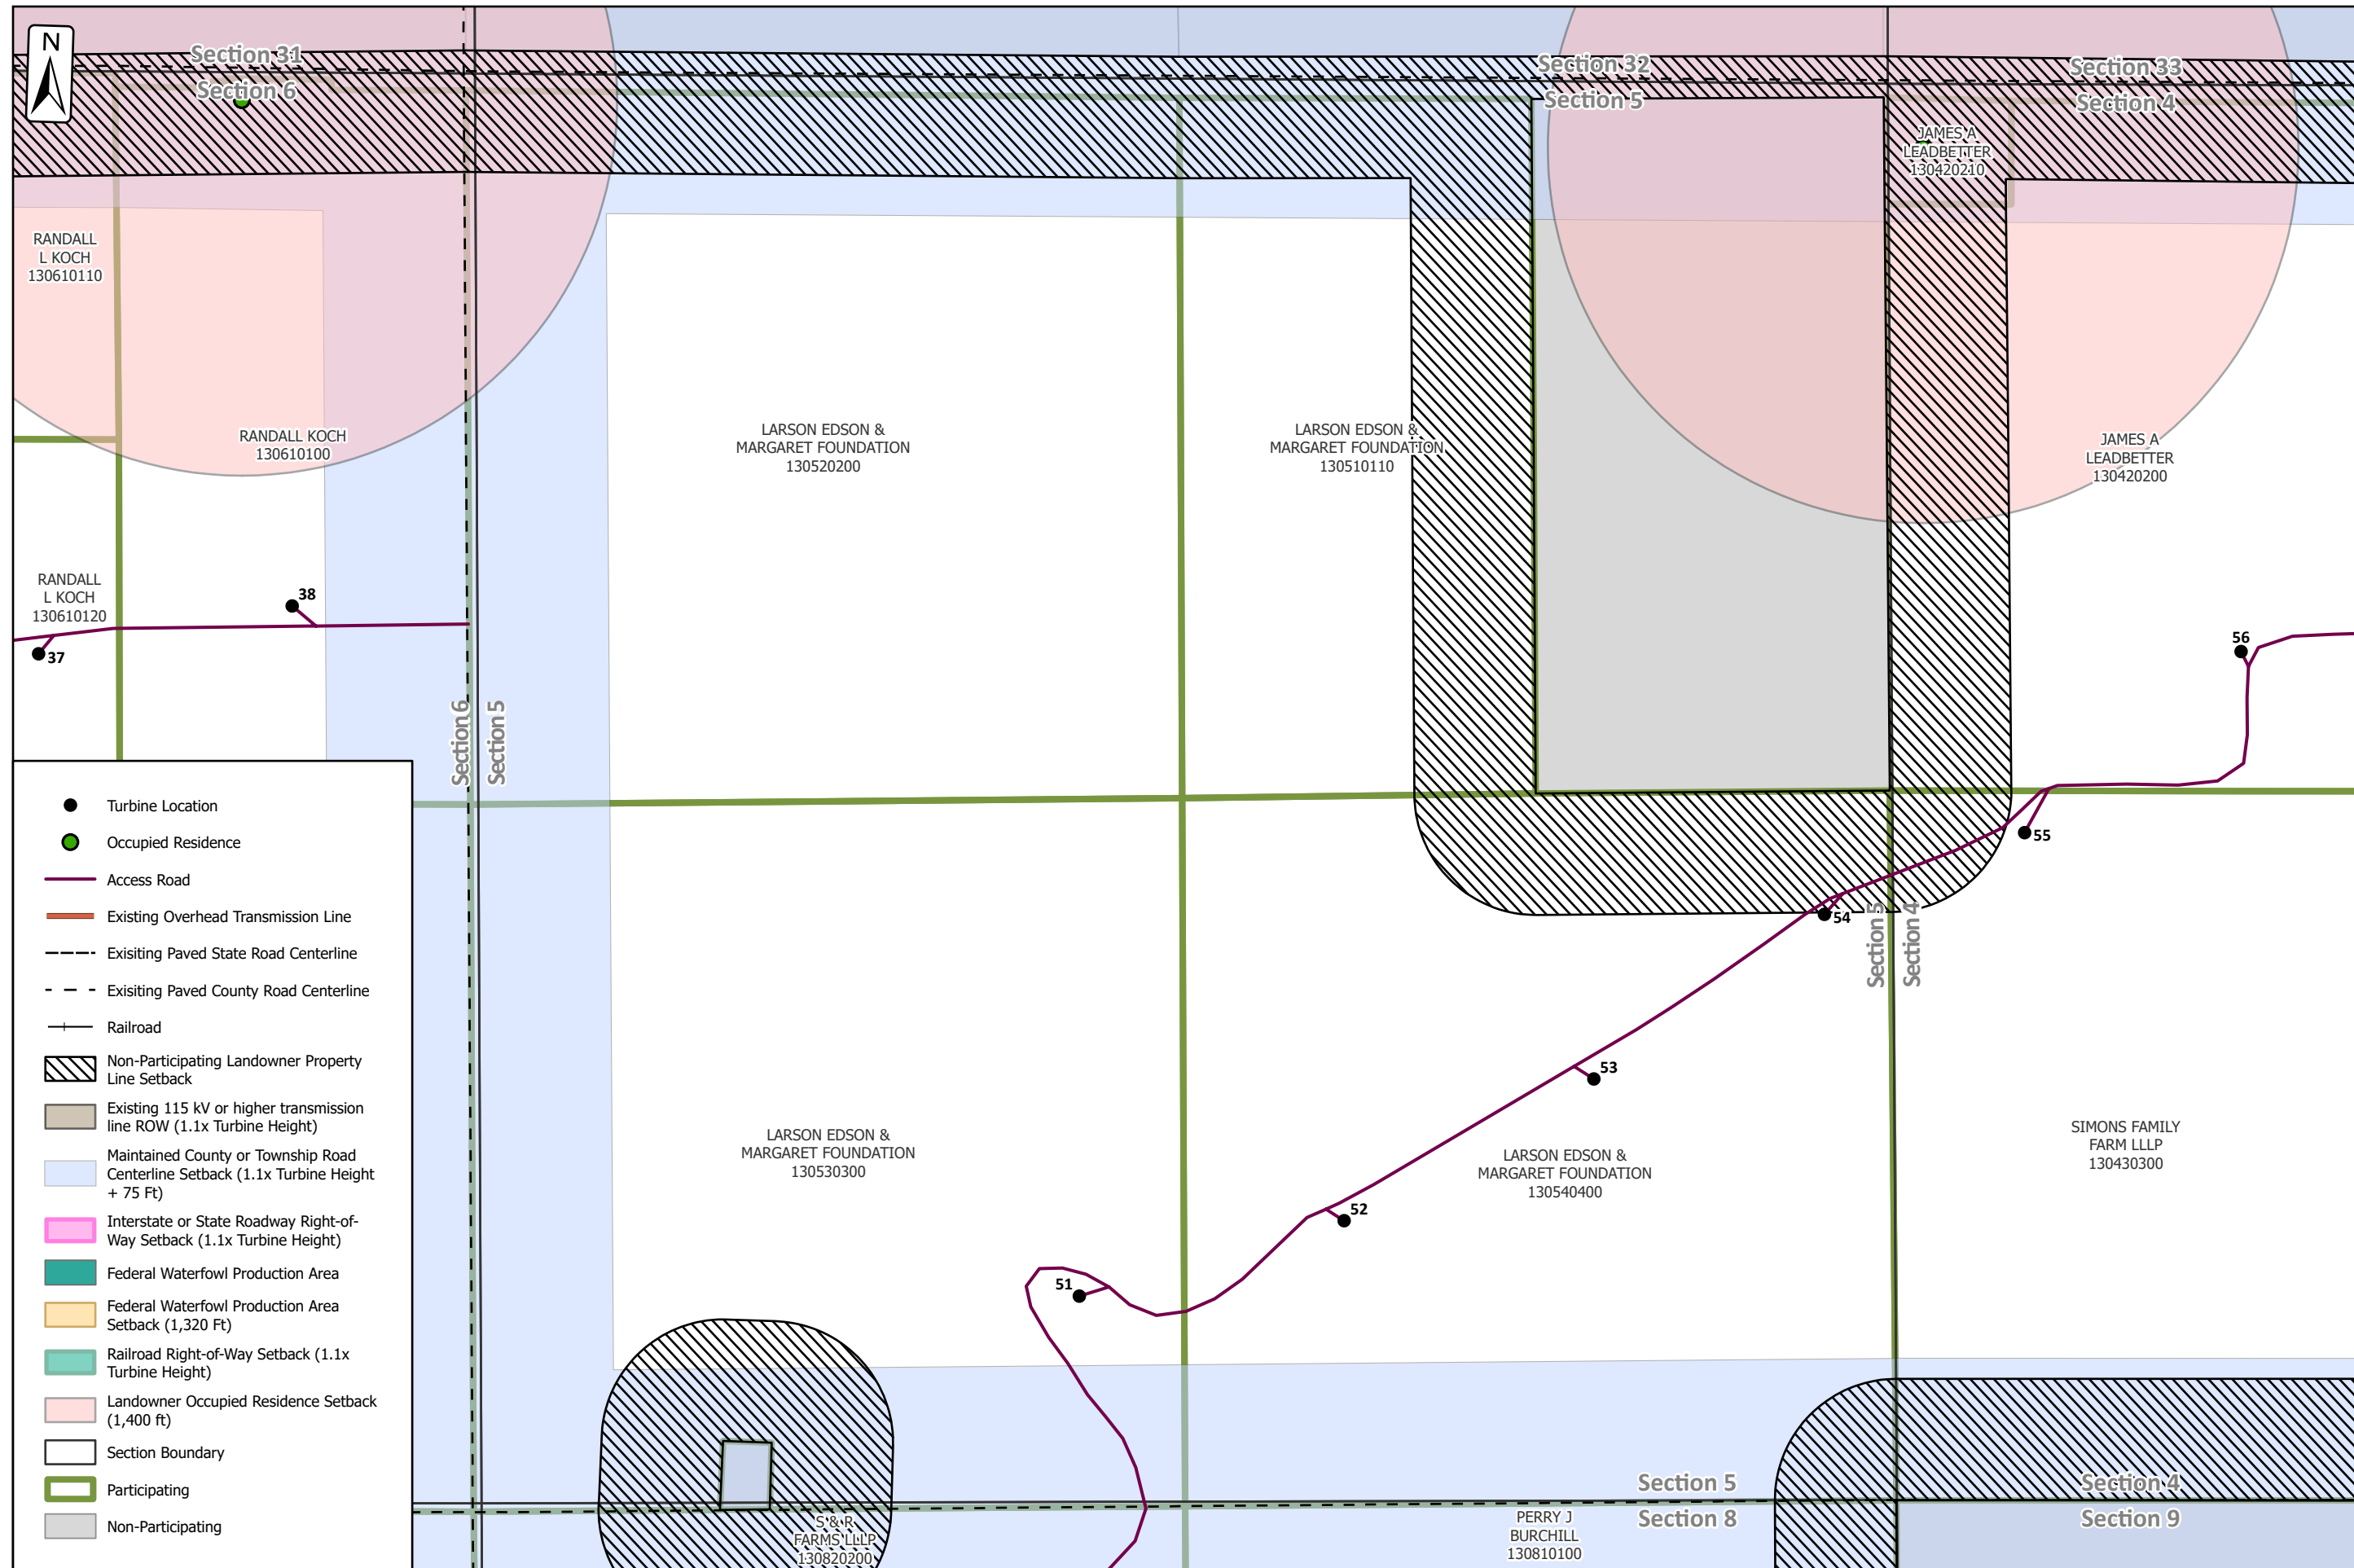 N
Section 31
Section 6
Section 32
Section 5
Section 33
Section 4
JAMES A
LEADBETTER
130420210
RANDALL
L KOCH
130610110
RANDALL KOCH
130610100
LARSON EDSON &
MARGARET FOUNDATION
130520200
LARSON EDSON &
MARGARET FOUNDATION
130510110
JAMES A
LEADBETTER
130420200
RANDALL
L KOCH
130610120
38
37
56
55
54
53
52
51
Section 6
Section 5
Section 5
Section 4
LARSON EDSON &
MARGARET FOUNDATION
130530300
LARSON EDSON &
MARGARET FOUNDATION
130540400
SIMONS FAMILY
FARM LLLP
130430300
Section 5
Section 8
Section 4
Section 9
S & R
FARMS LLLP
130820200
PERRY J
BURCHILL
130810100
Turbine Location
Occupied Residence
Access Road
Existing Overhead Transmission Line
Exisiting Paved State Road Centerline
Exisiting Paved County Road Centerline
Railroad
Non-Participating Landowner Property
Line Setback
Existing 115 kV or higher transmission
line ROW (1.1x Turbine Height)
Maintained County or Township Road
Centerline Setback (1.1x Turbine Height
+ 75 Ft)
Interstate or State Roadway Right-of-
Way Setback (1.1x Turbine Height)
Federal Waterfowl Production Area
Federal Waterfowl Production Area
Setback (1,320 Ft)
Railroad Right-of-Way Setback (1.1x
Turbine Height)
Landowner Occupied Residence Setback
(1,400 ft)
Section Boundary
Participating
Non-Participating